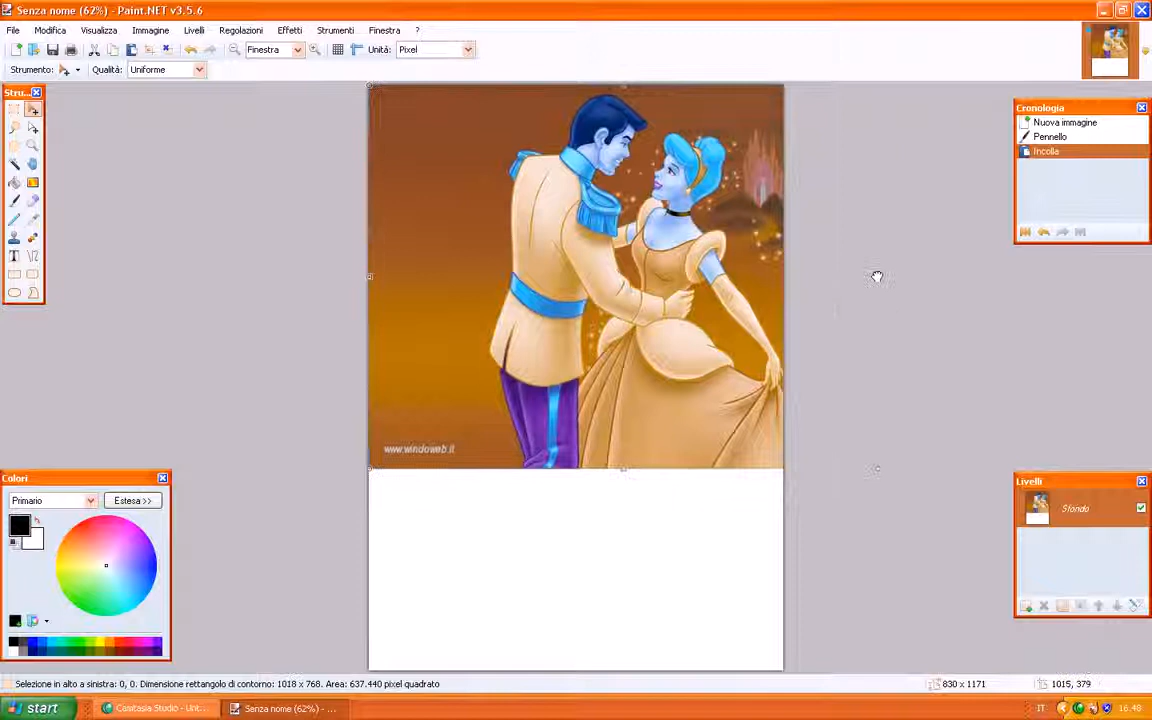 Senza nome (62%) - Paint.NET v3.5.6
File Modifica Visualizza Immagine Livelli Regolazioni Effetti Strumenti Finestra ?
Finestra Unità: Pixel
Strumento: Qualità: Uniforme
Stru...
Cronologia
Nuova immagine
Pennello
Incolla
www.windoweb.it
Colori
Primario Estesa >>
Livelli
Sfondo
Selezione in alto a sinistra: 0, 0. Dimensione rettangolo di contorno: 1018 x 768. Area: 637.440 pixel quadrato 830 x 1171 1015, 379
start Camtasia Studio - Unt... Senza nome (62%) - ... IT 16.48